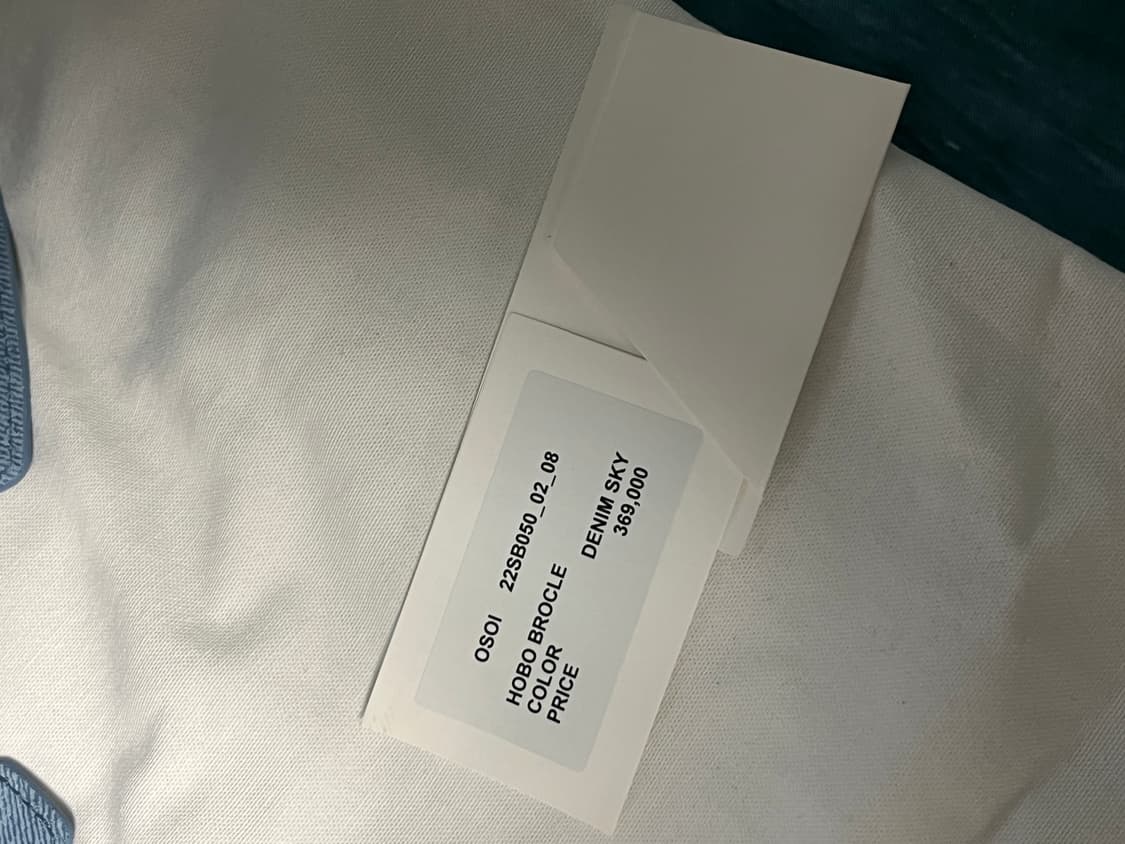 OSOI 22SB050_02_08
HOBO BROCLE
COLOR DENIM SKY
PRICE 369,000